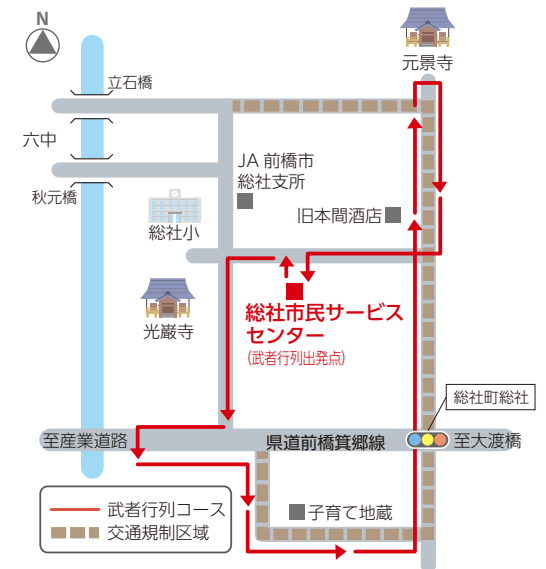 N
元景寺
立石橋
六中
JA 前橋市
総社支所
秋元橋
旧本間酒店
総社小
総社市民サービス
センター
(武者行列出発点)
光巌寺
総社町総社
至産業道路
県道前橋箕郷線
至大渡橋
武者行列コース
交通規制区域
子育て地蔵